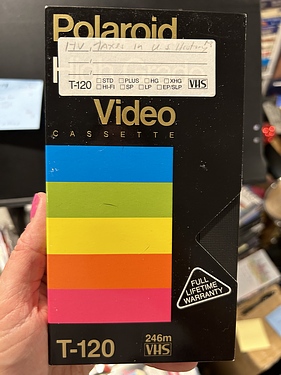 Polaroid
T-120 □STD □PLUS □HG □XHG
□HI-FI □SP □LP □EP/SLP VHS
Video
CASSETTE
FULL
LIFETIME
WARRANTY
T-120 246m
VHS